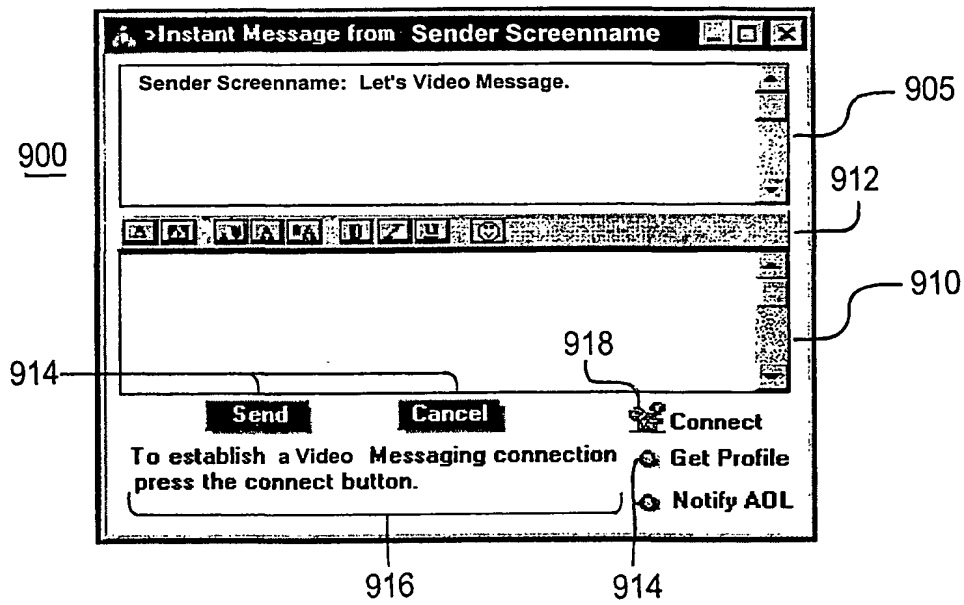 >Instant Message from Sender Screenname
Sender Screenname: Let's Video Message.
905
900
912
A A A A A B I U
910
918
914
Send Cancel
Connect
To establish a Video Messaging connection
press the connect button.
Get Profile
Notify AOL
916
914